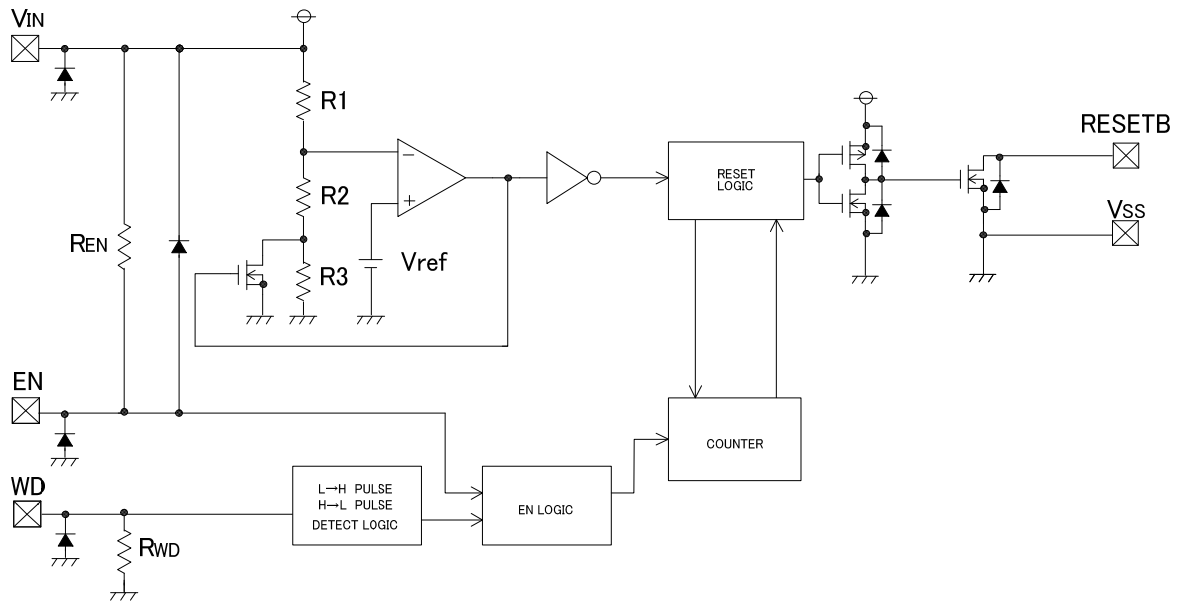 VIN
R1
RESETB
RESET
LOGIC
−
+
R2
VSS
REN
Vref
R3
EN
COUNTER
WD
L→H PULSE
H→L PULSE
DETECT LOGIC
EN LOGIC
RWD